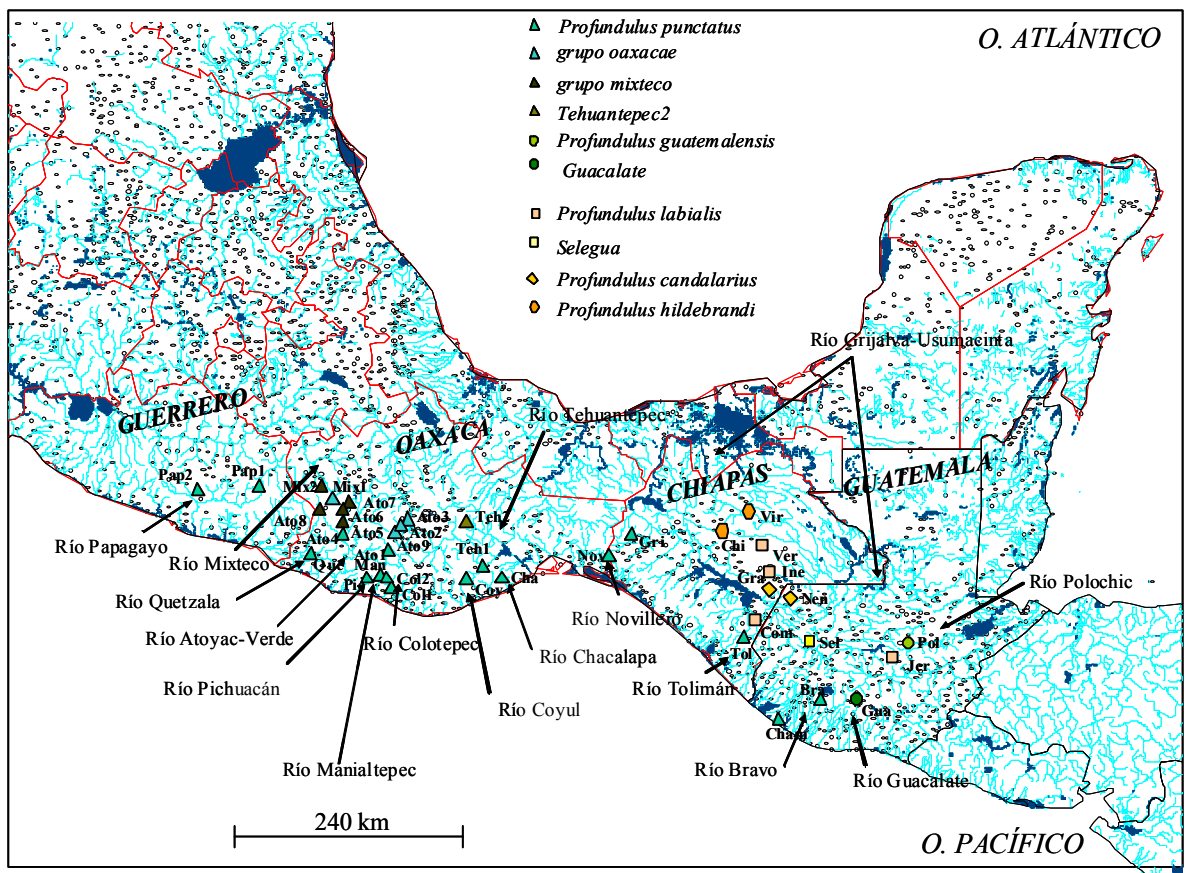 Profundulus punctatus
grupo oaxacae
grupo mixteco
Tehuantepec2
Profundulus guatemalensis
Guacalate
Profundulus labialis
Selegua
Profundulus candalarius
Profundulus hildebrandi
O. ATLÁNTICO
Río Grijalva-Usumacinta
GUERRERO
OAXACA
Río Tehuantepec
CHIAPAS
GUATEMALA
Pap2
Pap1
Mix2
Mix1
Ato7
Ato8
Ato6
Ato3
Teh2
Ato4
Ato5
Ato2
Ato9
Teh1
Que
Ato1
Man
Pic
Col2
Col1
Coy
Cha
Nov
Gri
Vir
Chi
Ver
Ine
Gra
Nen
Com
Tol
Sel
Pol
Jer
Bra
Gua
Cham
Río Papagayo
Río Mixteco
Río Quetzala
Río Atoyac-Verde
Río Pichuacán
Río Colotepec
Río Chacalapa
Río Coyul
Río Manialtepec
Río Novillero
Río Tolimán
Río Polochic
Río Bravo
Río Guacalate
240 km
O. PACÍFICO